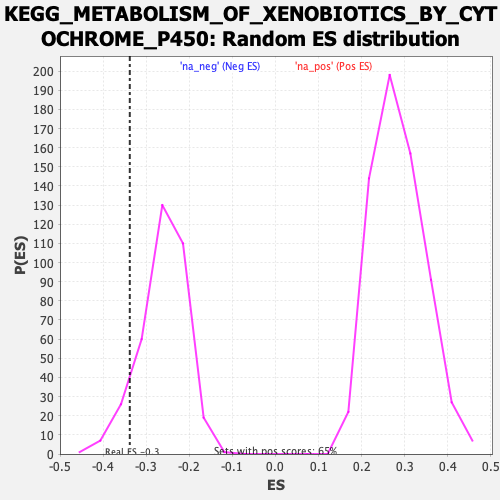 KEGG_METABOLISM_OF_XENOBIOTICS_BY_CYT
OCHROME_P450: Random ES distribution
'na_neg' (Neg ES) 'na_pos' (Pos ES)
200
190
180
170
160
150
140
130
120
110
100
90
80
70
60
50
40
30
20
10
0
P(ES)
Real ES -0.3
Sets with pos scores: 65%
-0.5 -0.4 -0.3 -0.2 -0.1 0.0 0.1 0.2 0.3 0.4 0.5
ES